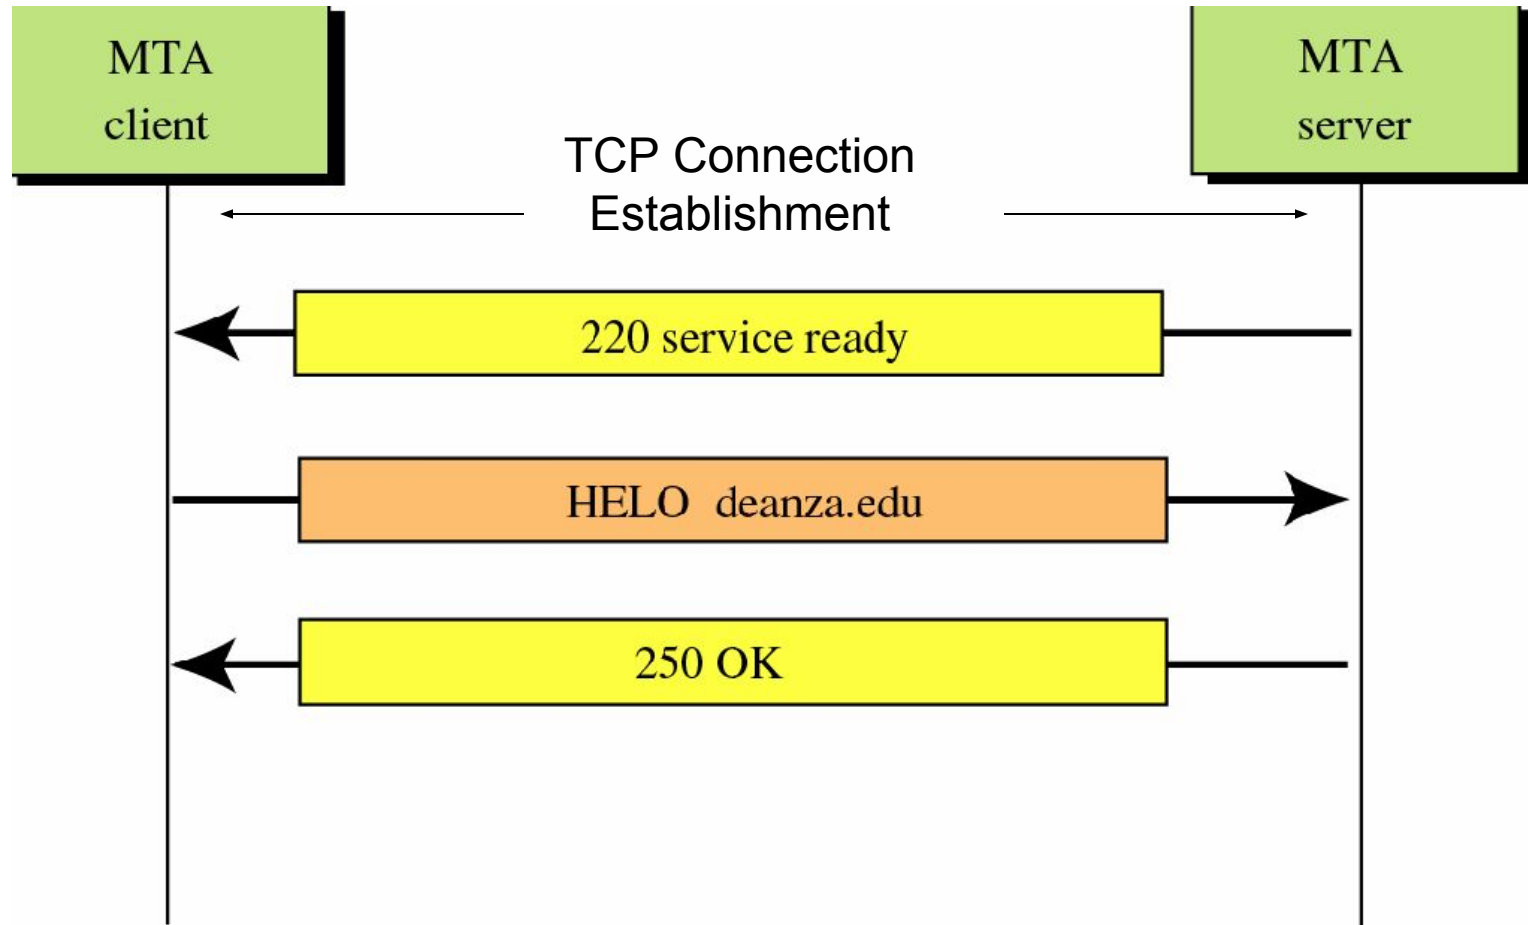 MTA
client
MTA
server
TCP Connection
Establishment
220 service ready
HELO deanza.edu
250 OK